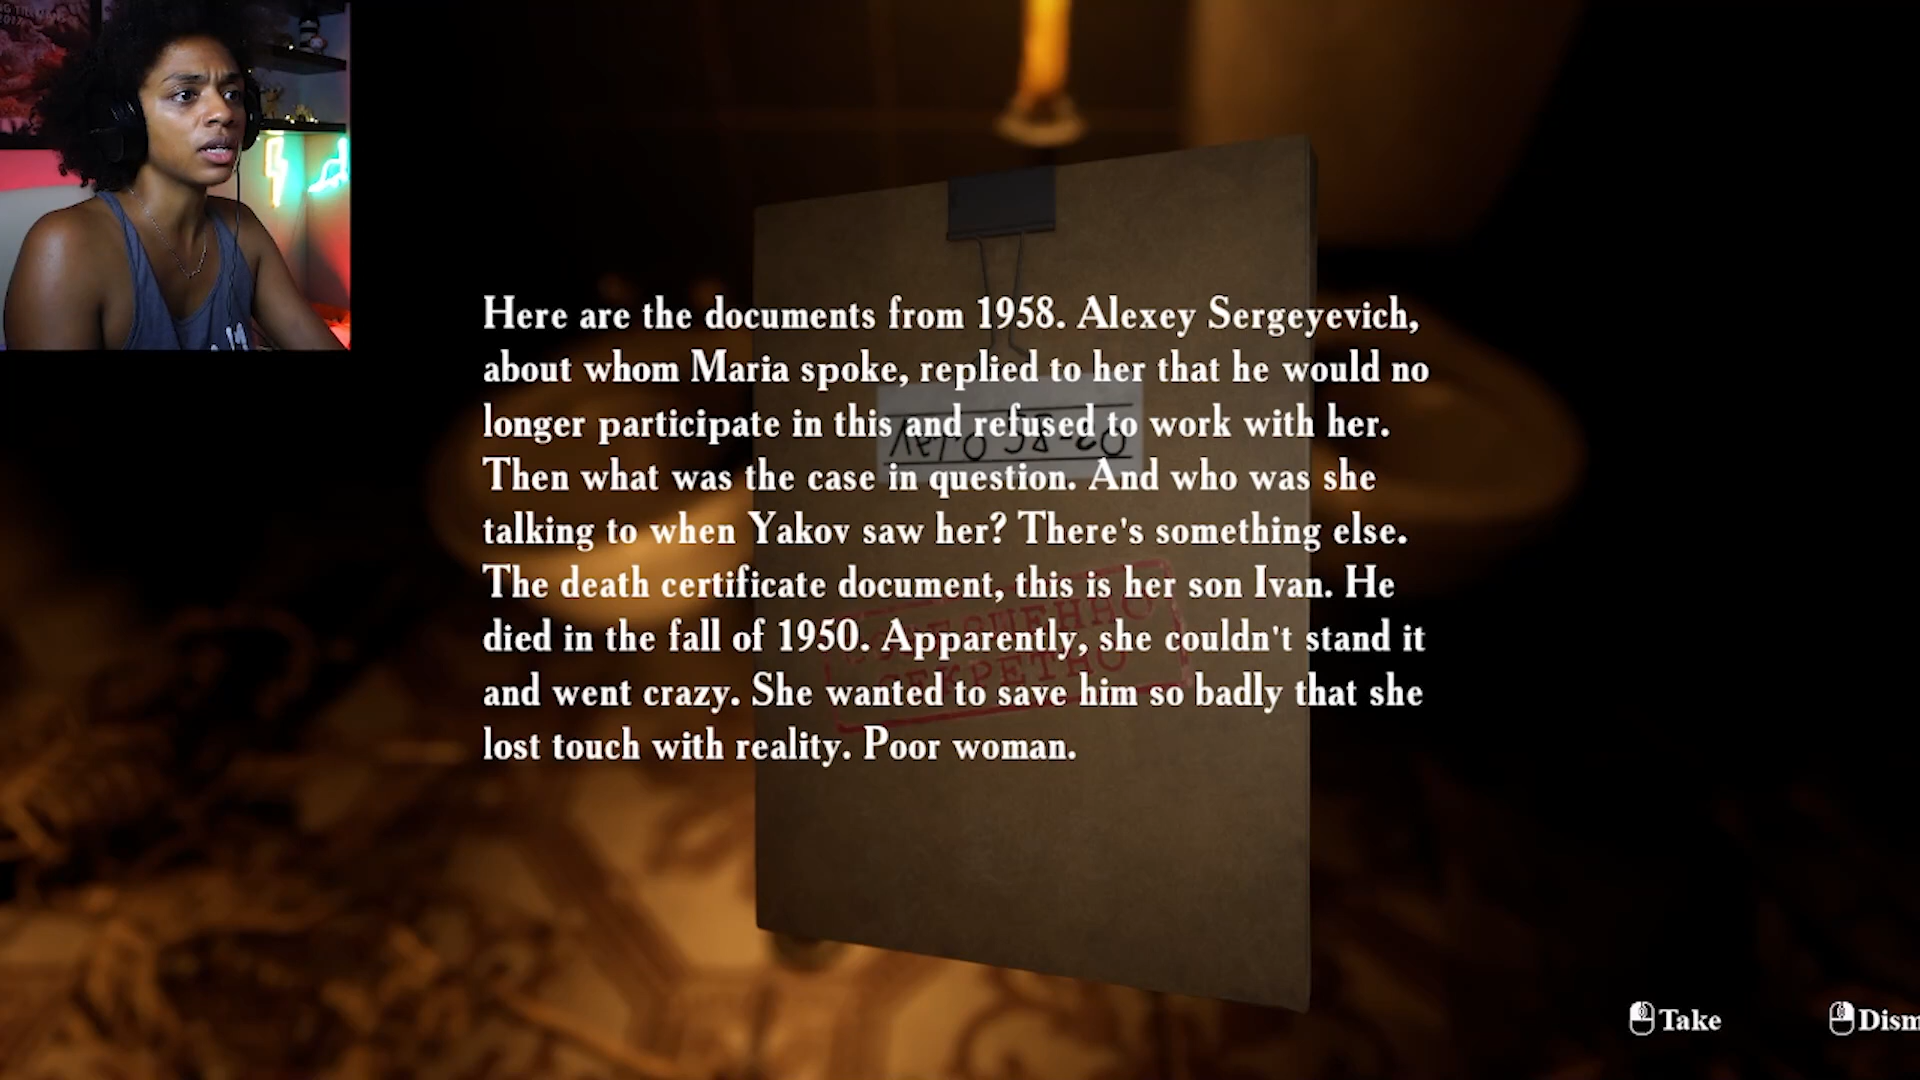 Here are the documents from 1958. Alexey Sergeyevich,
about whom Maria spoke, replied to her that he would no
longer participate in this and refused to work with her.
Then what was the case in question. And who was she
talking to when Yakov saw her? There's something else.
The death certificate document, this is her son Ivan. He
died in the fall of 1950. Apparently, she couldn't stand it
and went crazy. She wanted to save him so badly that she
lost touch with reality. Poor woman.
СЕКРЕТНО
Take
Dism